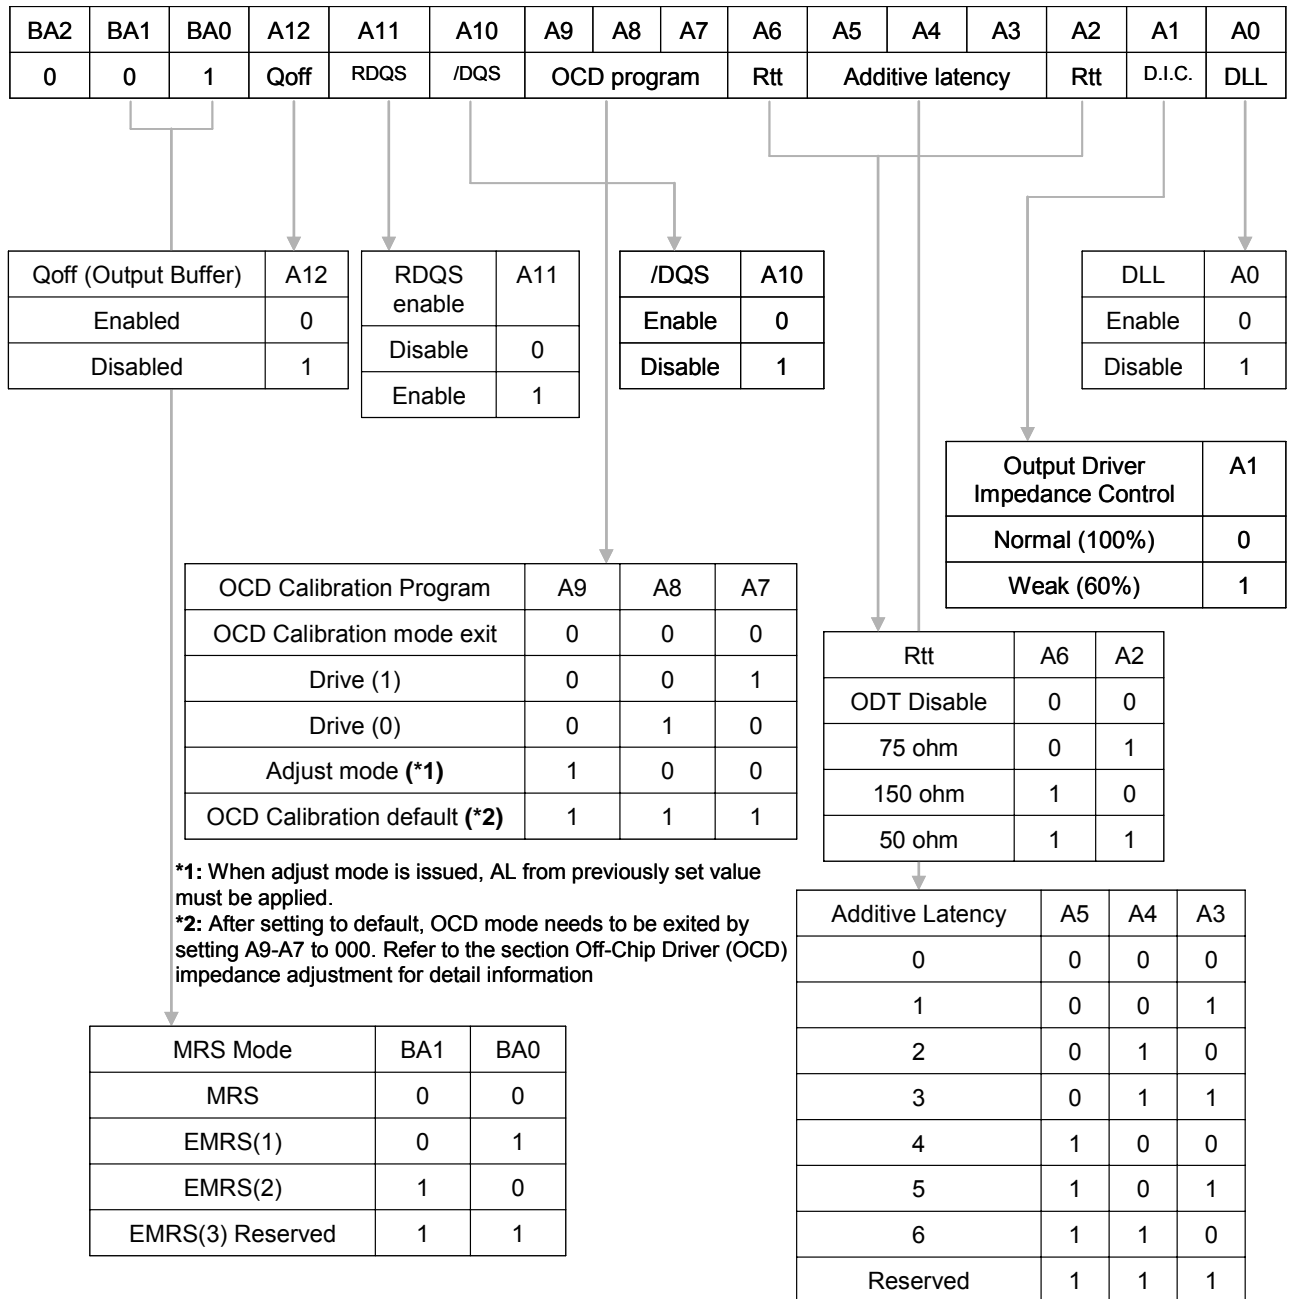 BA2 BA1 BA0 A12 A11 A10 A9 A8 A7 A6 A5 A4 A3 A2 A1 A0
0 0 1 Qoff RDQS /DQS OCD program Rtt Additive latency Rtt D.I.C. DLL
Qoff (Output Buffer) A12
Enabled 0
Disabled 1
RDQS A11
enable
Disable 0
Enable 1
/DQS A10
Enable 0
Disable 1
DLL A0
Enable 0
Disable 1
Output Driver A1
Impedance Control
Normal (100%) 0
Weak (60%) 1
OCD Calibration Program A9 A8 A7
OCD Calibration mode exit 0 0 0
Drive (1) 0 0 1
Drive (0) 0 1 0
Adjust mode (*1) 1 0 0
OCD Calibration default (*2) 1 1 1
*1: When adjust mode is issued, AL from previously set value
must be applied.
*2: After setting to default, OCD mode needs to be exited by
setting A9-A7 to 000. Refer to the section Off-Chip Driver (OCD)
impedance adjustment for detail information
Rtt A6 A2
ODT Disable 0 0
75 ohm 0 1
150 ohm 1 0
50 ohm 1 1
MRS Mode BA1 BA0
MRS 0 0
EMRS(1) 0 1
EMRS(2) 1 0
EMRS(3) Reserved 1 1
Additive Latency A5 A4 A3
0 0 0 0
1 0 0 1
2 0 1 0
3 0 1 1
4 1 0 0
5 1 0 1
6 1 1 0
Reserved 1 1 1